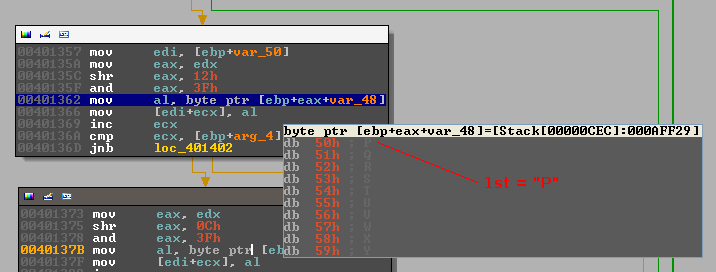 00401357 mov edi, [ebp+var_50]
0040135A mov eax, edx
0040135C shr eax, 12h
0040135F and eax, 3Fh
00401362 mov al, byte ptr [ebp+eax+var_48]
00401366 mov [edi+ecx], al
00401369 inc ecx
0040136A cmp ecx, [ebp+arg_4]
0040136D jnb loc_401402
byte ptr [ebp+eax+var_48]=[Stack[00000CEC]:000AFF29]
db 50h ; P
db 51h ; Q
db 52h ; R
db 53h ; S
db 54h ; T
db 55h ; U
db 56h ; V
db 57h ; W
db 58h ; X
db 59h ; Y
1st = "P"
00401373 mov eax, edx
00401375 shr eax, 0Ch
00401378 and eax, 3Fh
0040137B mov al, byte ptr [eb
0040137F mov [edi+ecx], al